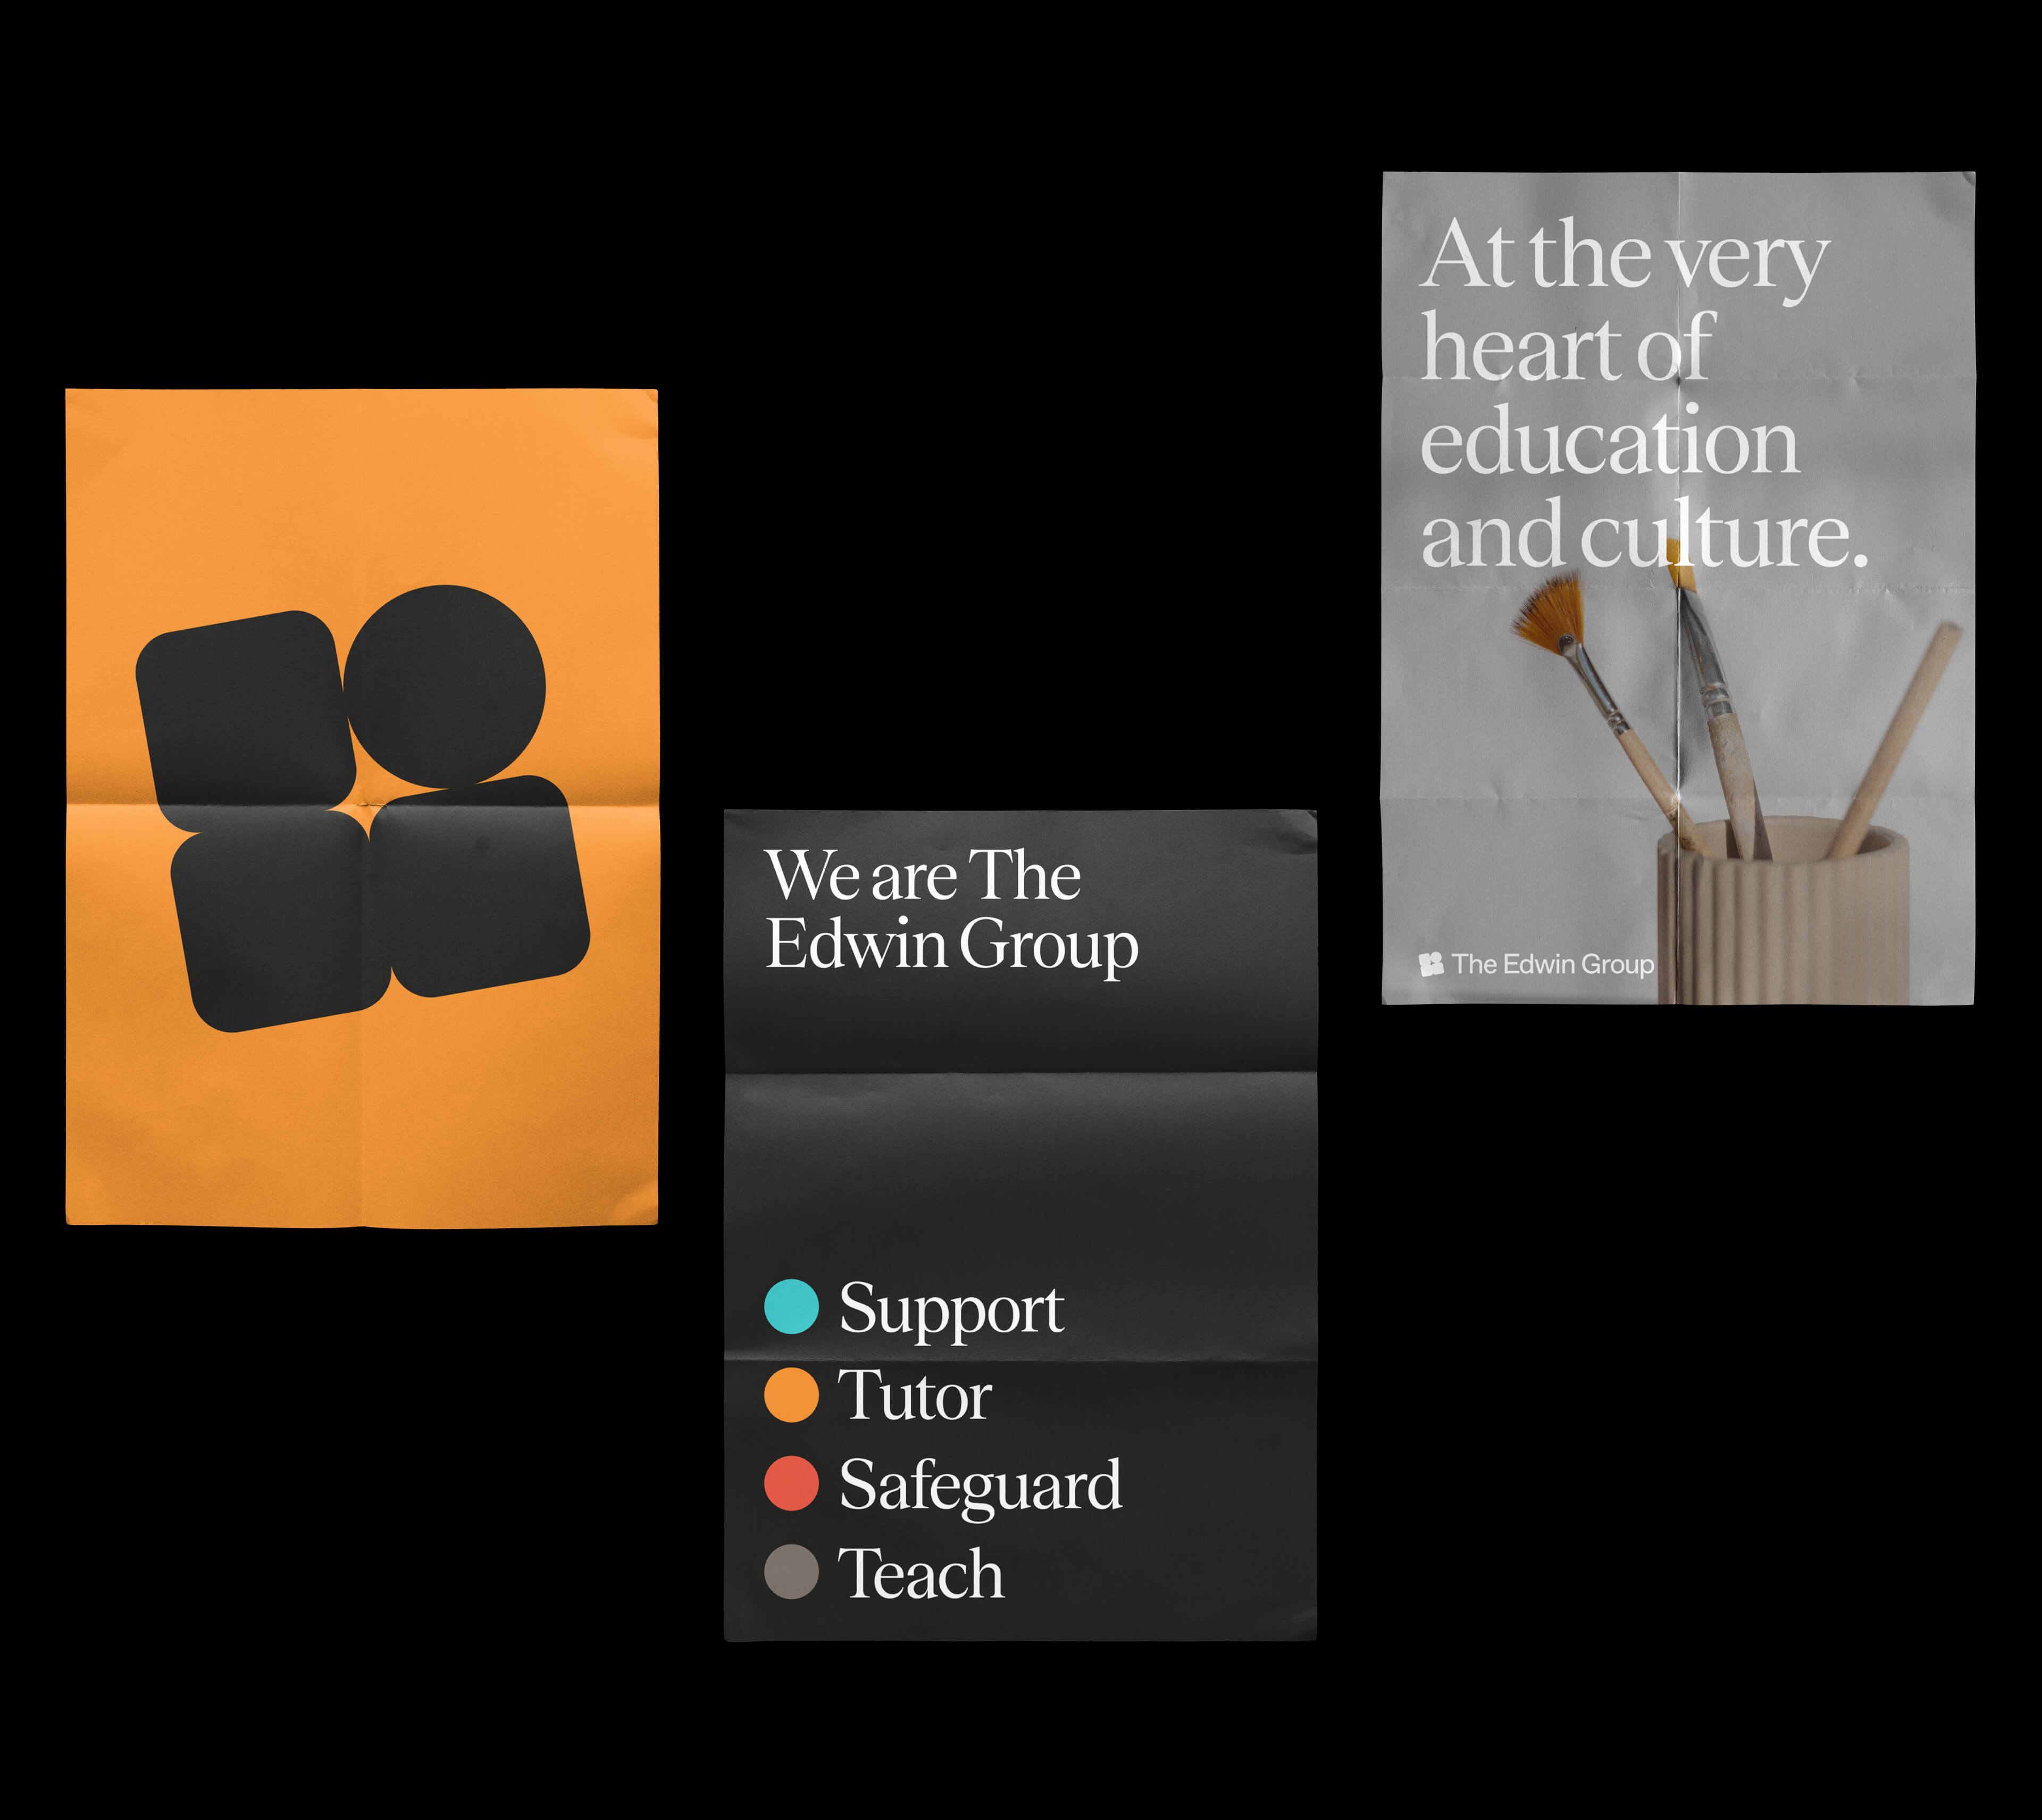 We are The
Edwin Group
Support
Tutor
Safeguard
Teach
At the very
heart of
education
and culture.
The Edwin Group